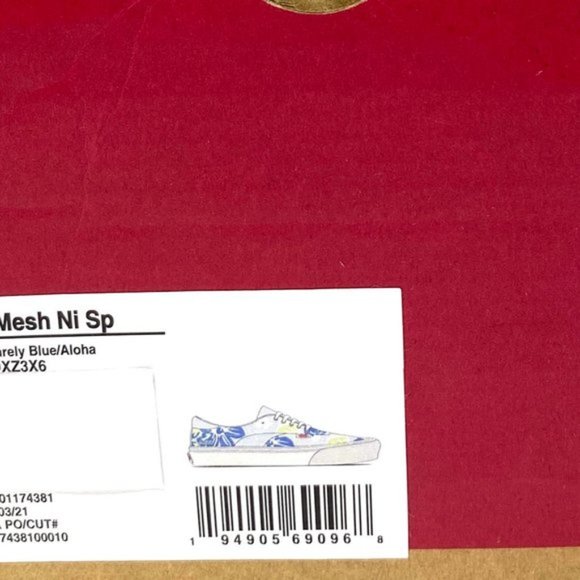 Mesh Ni Sp
arely Blue/Aloha
XZ3X6
01174381
03/21
PO/CUT#
7438100010
1 94905 69096 8